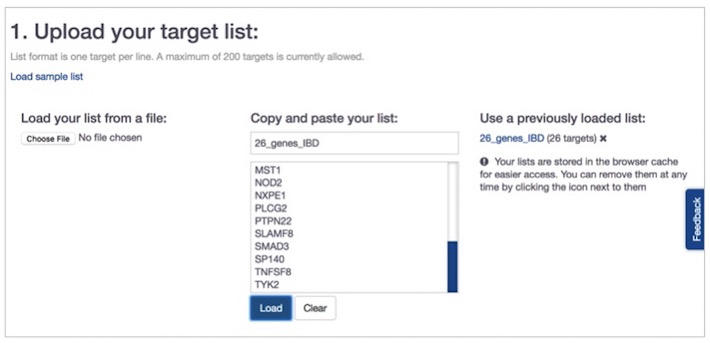 1. Upload your target list:
List format is one target per line. A maximum of 200 targets is currently allowed.
Load sample list
Load your list from a file:
Choose File No file chosen
Copy and paste your list:
26_genes_IBD
MST1
NOD2
NXPE1
PLCG2
PTPN22
SLAMF8
SMAD3
SP140
TNFSF8
TYK2
Load Clear
Use a previously loaded list:
26_genes_IBD (26 targets) ✖
Your lists are stored in the browser cache
for easier access. You can remove them at any
time by clicking the icon next to them
Feedback